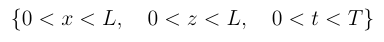 {0 < x < L, 0 < z < L, 0 < t < T}